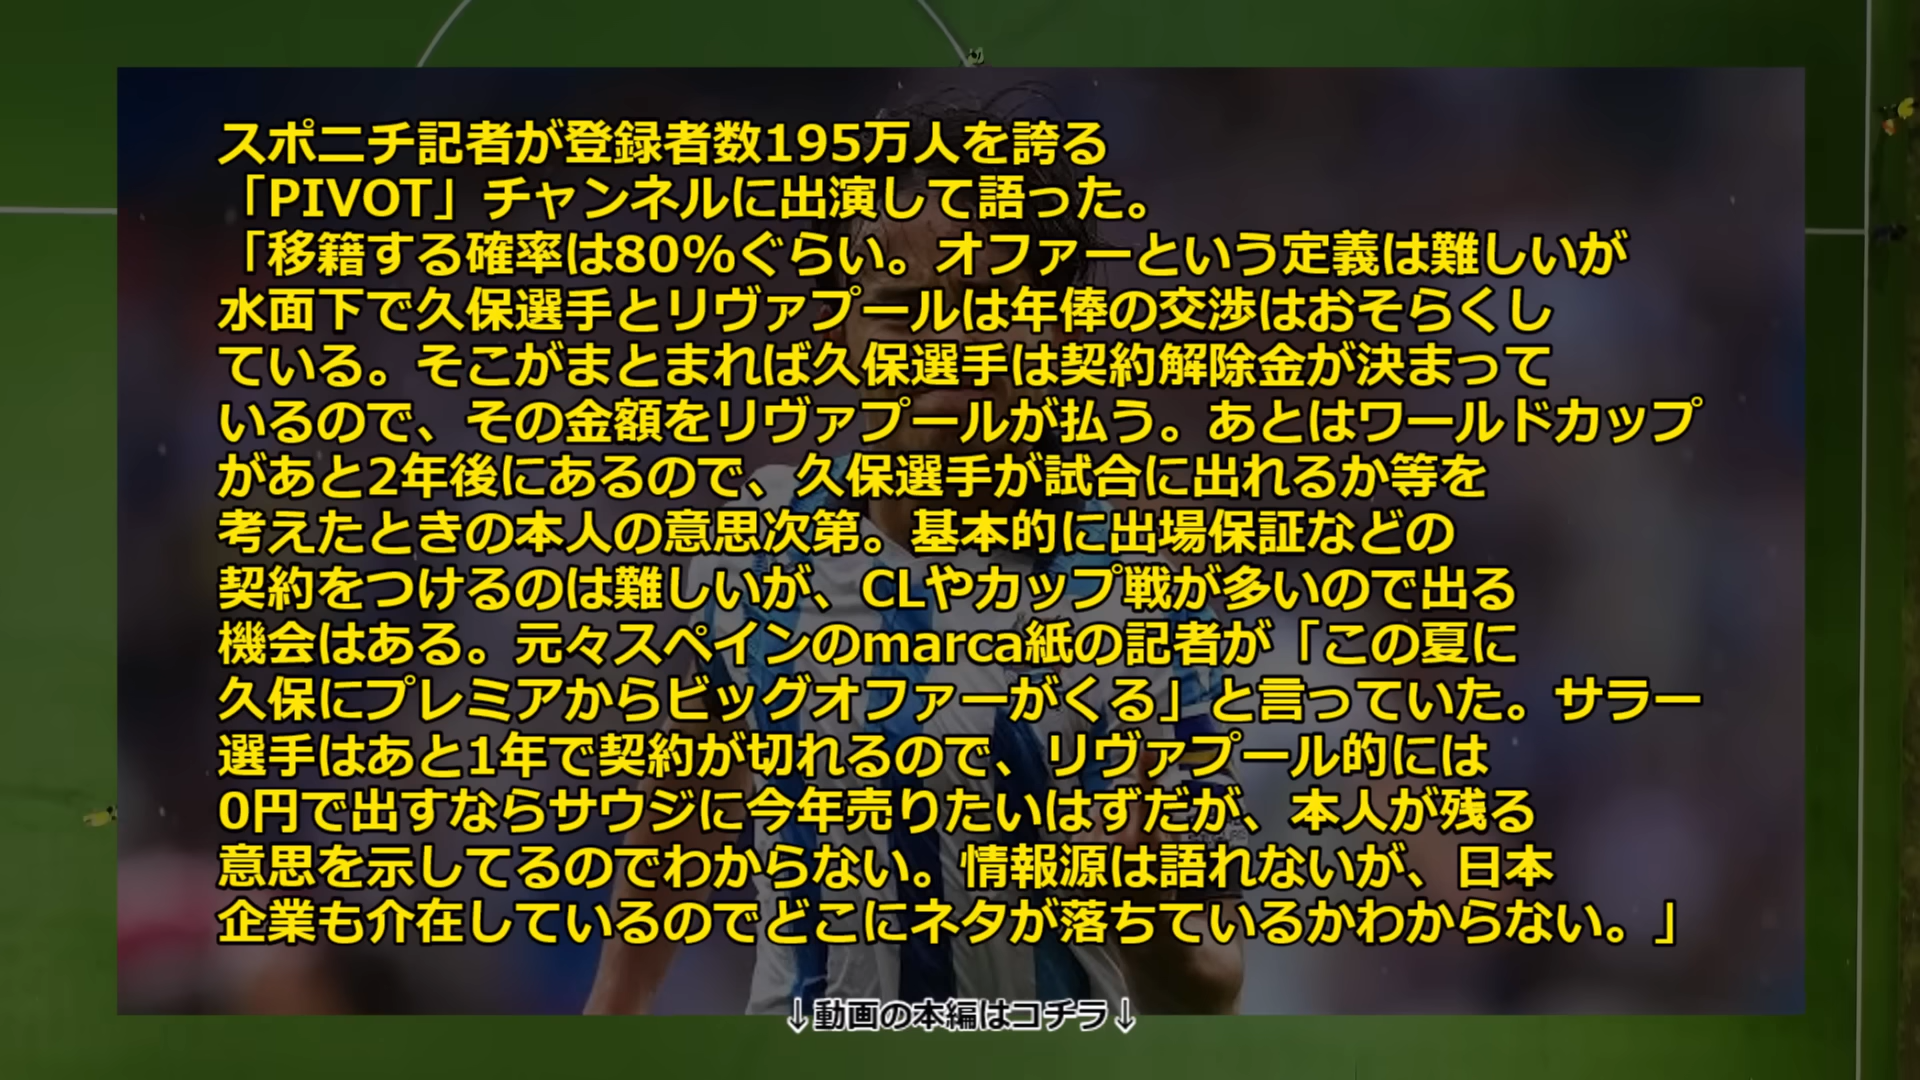 スポニチ記者が登録者数195万人を誇る
「PIVOT」チャンネルに出演して語った。
「移籍する確率は80%ぐらい。オファーという定義は難しいが
水面下で久保選手とリヴァプールは年俸の交渉はおそらくし
ている。そこがまとまれば久保選手は契約解除金が決まって
いるので、その金額をリヴァプールが払う。あとはワールドカップ
があと2年後にあるので、久保選手が試合に出れるか等を
考えたときの本人の意思次第。基本的に出場保証などの
契約をつけるのは難しいが、CLやカップ戦が多いので出る
機会はある。元々スペインのmarca紙の記者が「この夏に
久保にプレミアからビッグオファーがくる」と言っていた。サラー
選手はあと1年で契約が切れるので、リヴァプール的には
0円で出すならサウジに今年売りたいはずだが、本人が残る
意思を示してるのでわからない。情報源は語れないが、日本
企業も介在しているのでどこにネタが落ちているかわからない。」
↓動画の本編はコチラ↓